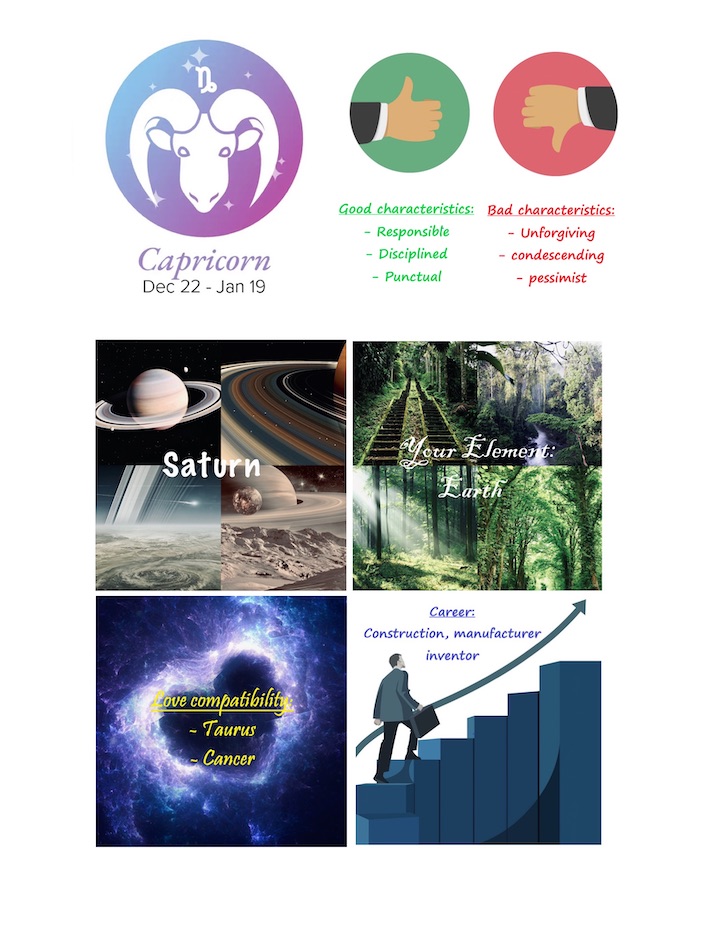 ♑
Capricorn
Dec 22 - Jan 19
Good characteristics:
- Responsible
- Disciplined
- Punctual
Bad characteristics:
- Unforgiving
- condescending
- pessimist
Saturn
Your Element:
Earth
Love compatibility:
- Taurus
- Cancer
Career:
Construction, manufacturer
inventor